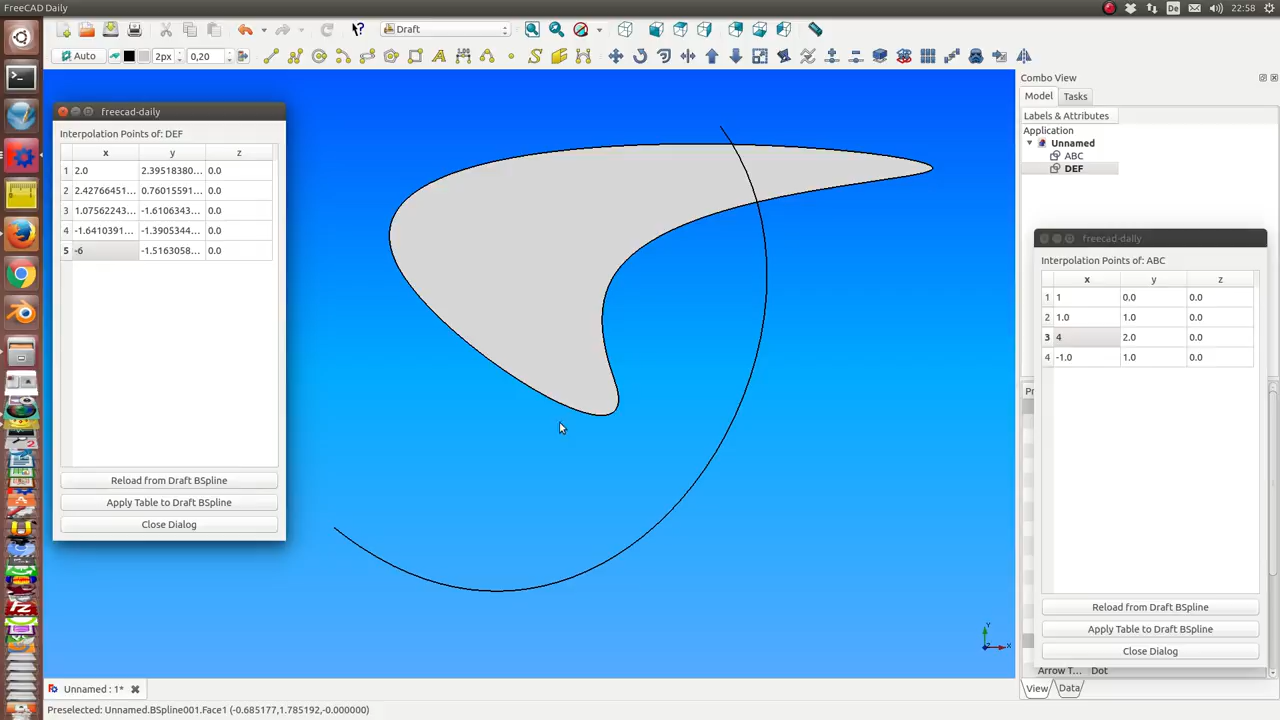 FreeCAD Daily
De
22:58
Draft
Auto
2px
0,20
freecad-daily
Interpolation Points of: DEF
x y z
1 2.0 2.39518380... 0.0
2 2.42766451... 0.76015591... 0.0
3 1.07562243... -1.6106343... 0.0
4 -1.6410391... -1.3905344... 0.0
5 -6 -1.5163058... 0.0
Reload from Draft BSpline
Apply Table to Draft BSpline
Close Dialog
Y
X
Combo View
Model Tasks
Labels & Attributes
Application
Unnamed
ABC
DEF
freecad-daily
Interpolation Points of: ABC
x y z
1 1 0.0 0.0
2 1.0 1.0 0.0
3 4 2.0 0.0
4 -1.0 1.0 0.0
Reload from Draft BSpline
Apply Table to Draft BSpline
Close Dialog
Arrow T... Dot
View Data
Unnamed : 1*
Preselected: Unnamed.BSpline001.Face1 (-0.685177,1.785192,-0.000000)